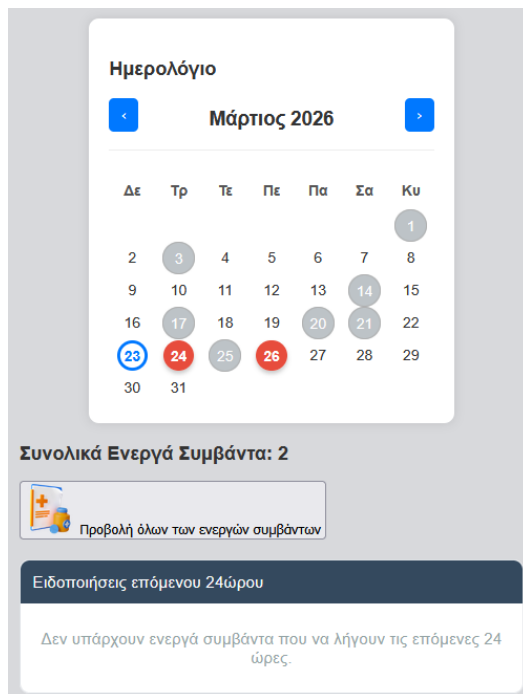 Ημερολόγιο
‹ Μάρτιος 2026 ›
Δε Τρ Τε Πε Πα Σα Κυ
1
2 3 4 5 6 7 8
9 10 11 12 13 14 15
16 17 18 19 20 21 22
23 24 25 26 27 28 29
30 31
Συνολικά Ενεργά Συμβάντα: 2
Προβολή όλων των ενεργών συμβάντων
Ειδοποιήσεις επόμενου 24ώρου
Δεν υπάρχουν ενεργά συμβάντα που να λήγουν τις επόμενες 24
ώρες.